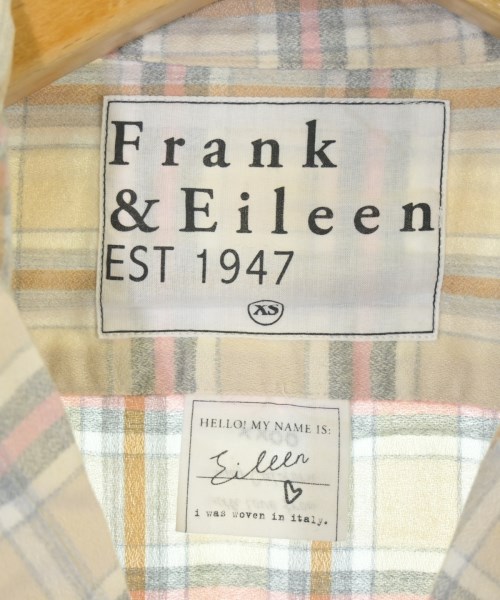 Frank
& Eileen
EST 1947
XS
HELLO! MY NAME IS:
Eileen
i was woven in italy.